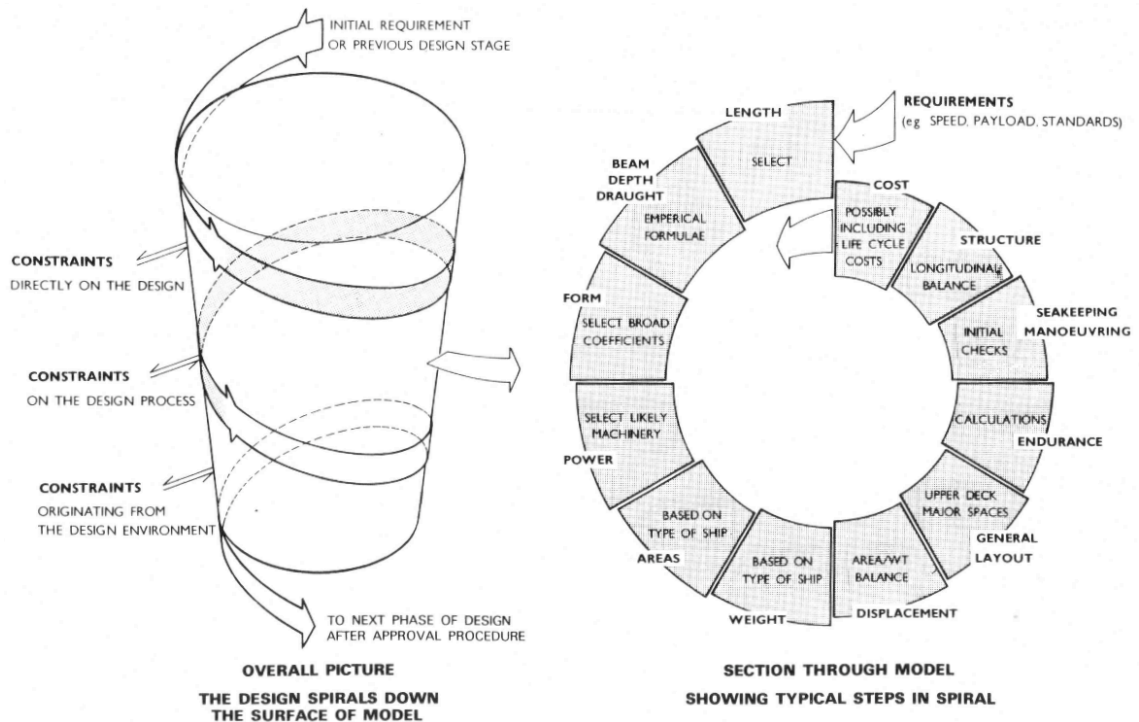 INITIAL REQUIREMENT
OR PREVIOUS DESIGN STAGE
CONSTRAINTS
DIRECTLY ON THE DESIGN
CONSTRAINTS
ON THE DESIGN PROCESS
CONSTRAINTS
ORIGINATING FROM
THE DESIGN ENVIRONMENT
TO NEXT PHASE OF DESIGN
AFTER APPROVAL PROCEDURE
OVERALL PICTURE
THE DESIGN SPIRALS DOWN
THE SURFACE OF MODEL
REQUIREMENTS
(eg SPEED, PAYLOAD, STANDARDS)
LENGTH
SELECT
BEAM
DEPTH
DRAUGHT
EMPERICAL
FORMULAE
FORM
SELECT BROAD
COEFFICIENTS
SELECT LIKELY
MACHINERY
POWER
BASED ON
TYPE OF SHIP
AREAS
BASED ON
TYPE OF SHIP
WEIGHT
AREA/WT
BALANCE
DISPLACEMENT
UPPER DECK
MAJOR SPACES
GENERAL
LAYOUT
CALCULATIONS
ENDURANCE
INITIAL
CHECKS
SEAKEEPING
MANOEUVRING
STRUCTURE
LONGITUDINAL
BALANCE
COST
POSSIBLY
INCLUDING
LIFE CYCLE
COSTS
SECTION THROUGH MODEL
SHOWING TYPICAL STEPS IN SPIRAL